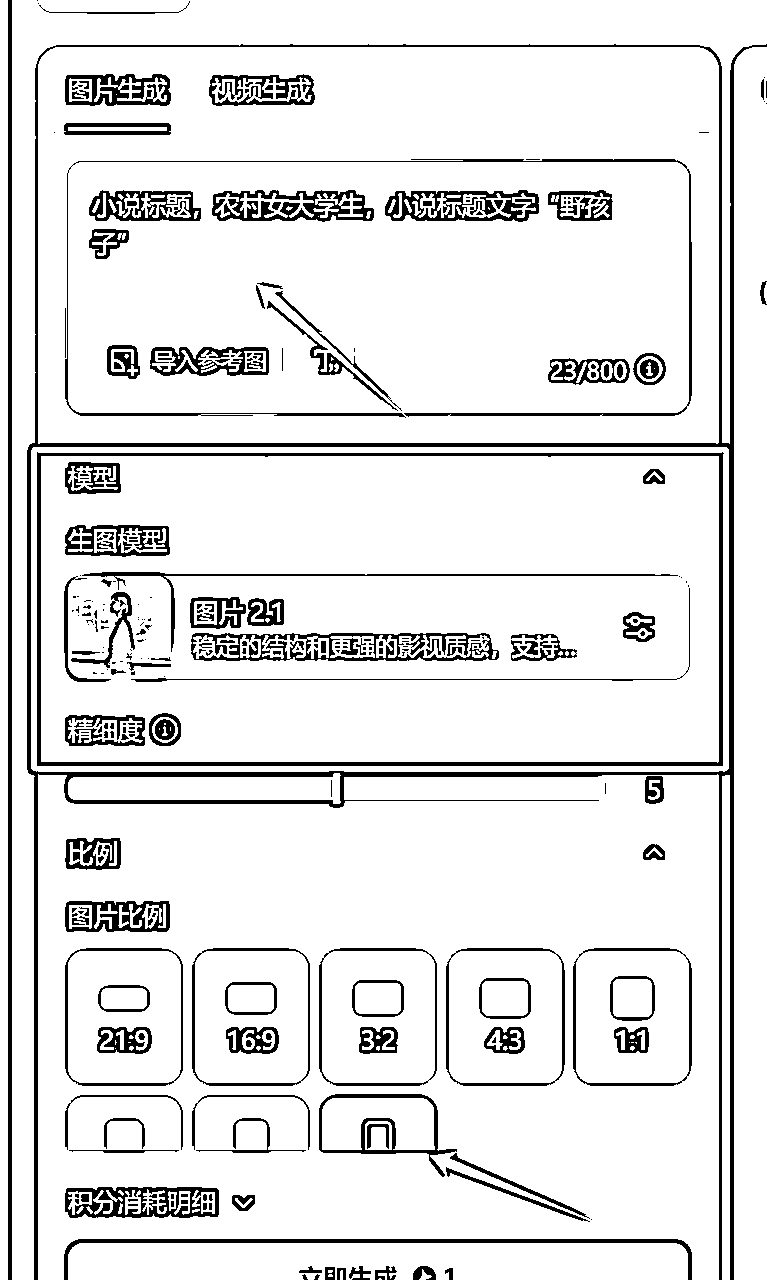 图片生成 视频生成
小说标题，农村女大学生，小说标题文字“野孩
子”
导入参考图
23/800
模型
生图模型
图片 2.1
稳定的结构和更强的影视质感，支持...
精细度
5
比例
图片比例
21:9 16:9 3:2 4:3 1:1
积分消耗明细
立即生成 1